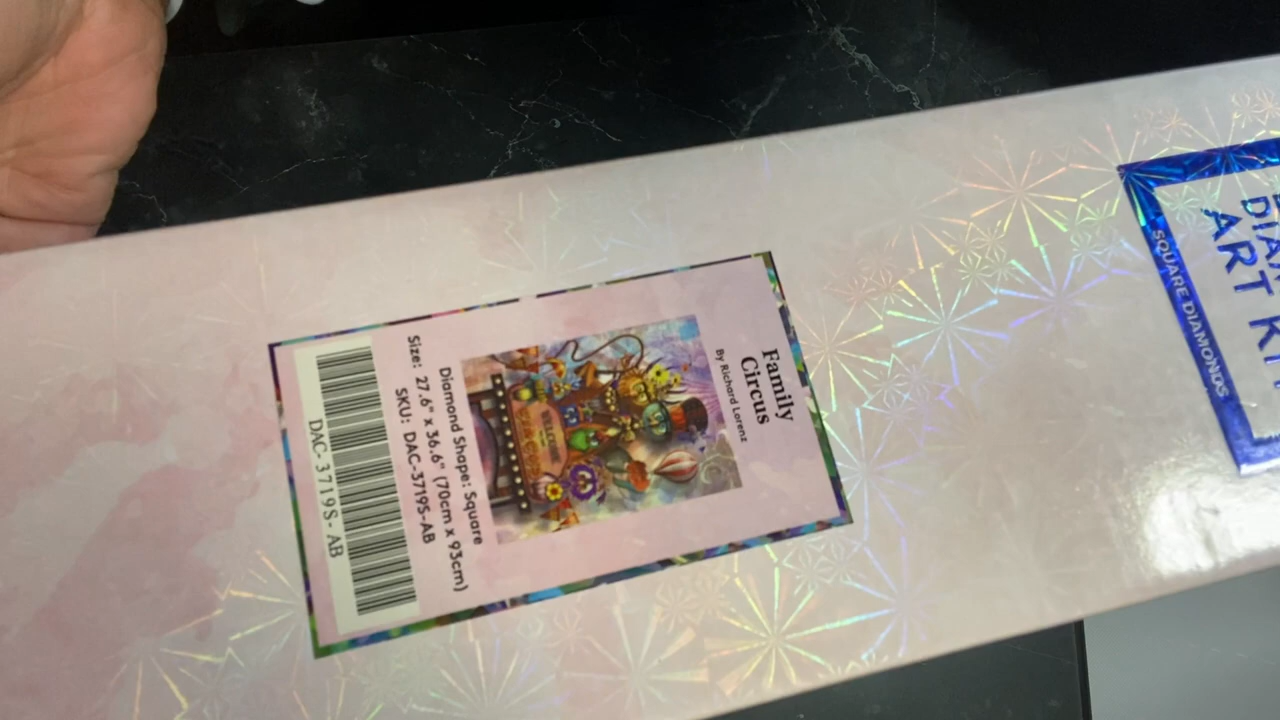 Family
Circus
By Richard Lorenz
WELCOME
Diamond Shape: Square
Size: 27.6" x 36.6" (70cm x 93cm)
SKU: DAC-3719S-AB
DAC-3719S-AB
ART
SQUARE DIAMONDS